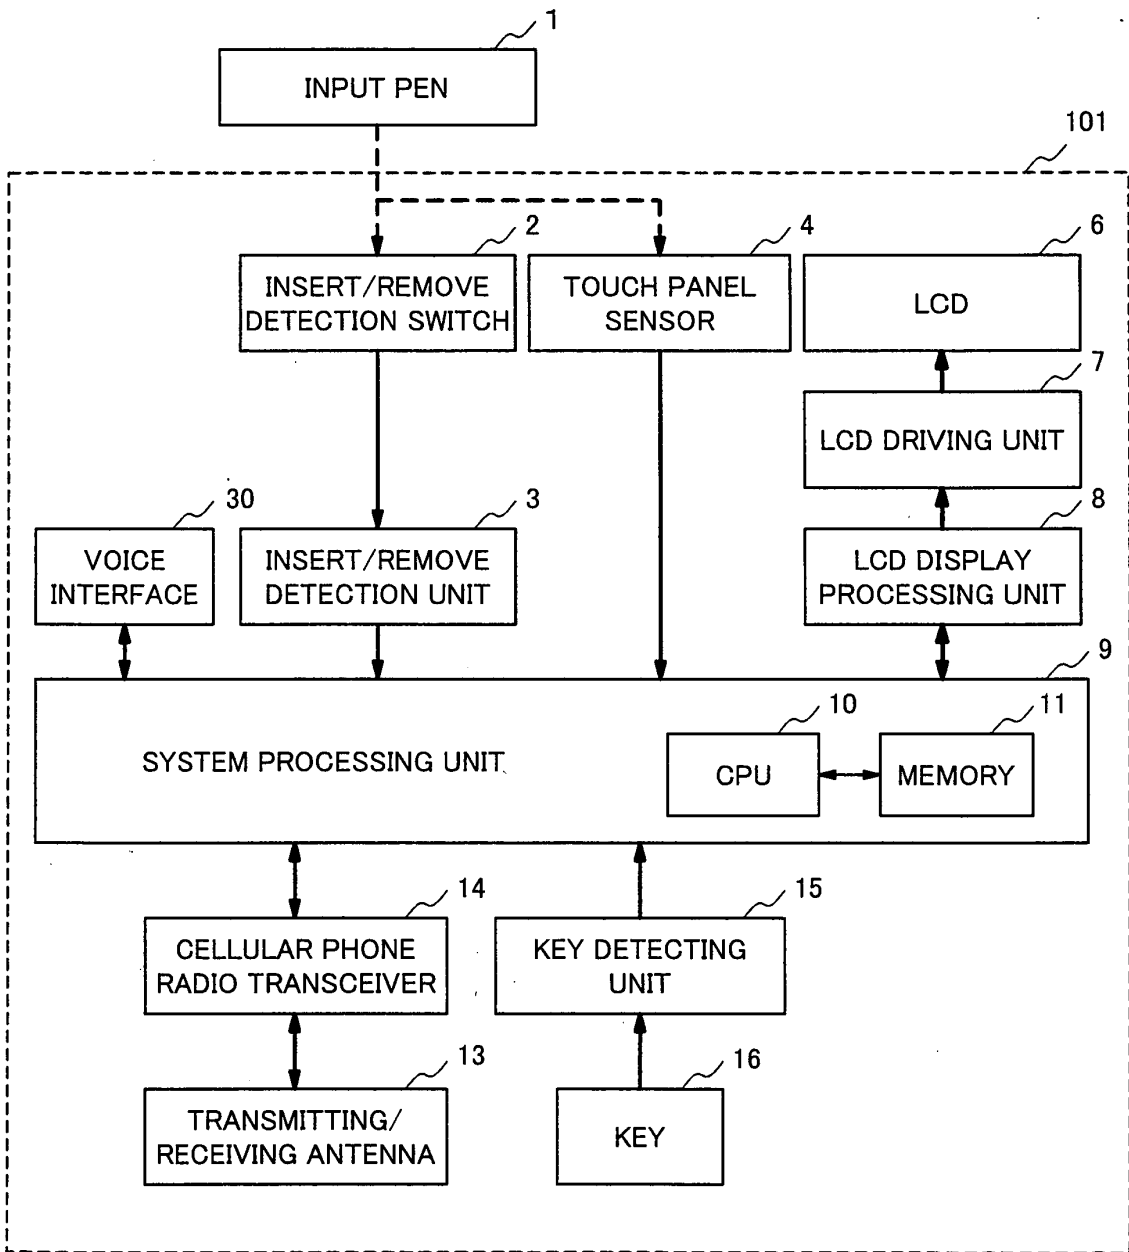 1
INPUT PEN
101
2
4
6
INSERT/REMOVE
DETECTION SWITCH
TOUCH PANEL
SENSOR
LCD
7
LCD DRIVING UNIT
30
3
8
VOICE
INTERFACE
INSERT/REMOVE
DETECTION UNIT
LCD DISPLAY
PROCESSING UNIT
9
10
11
SYSTEM PROCESSING UNIT
CPU
MEMORY
14
15
CELLULAR PHONE
RADIO TRANSCEIVER
KEY DETECTING
UNIT
13
16
TRANSMITTING/
RECEIVING ANTENNA
KEY